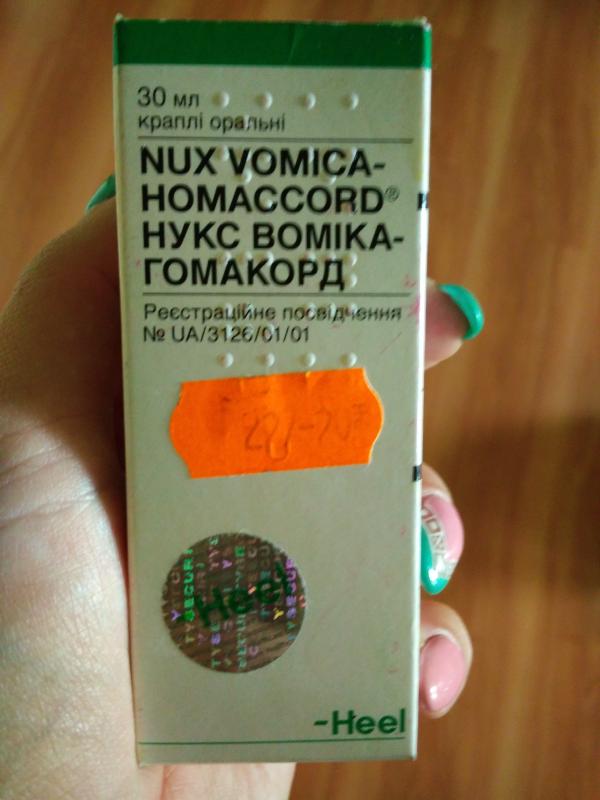 30 мл
краплі оральні
NUX VOMICA-
HOMACCORD®
НУКС ВОМІКА-
ГОМАКОРД
Реєстраційне посвідчення
№ UA/3126/01/01
Heel
-Heel